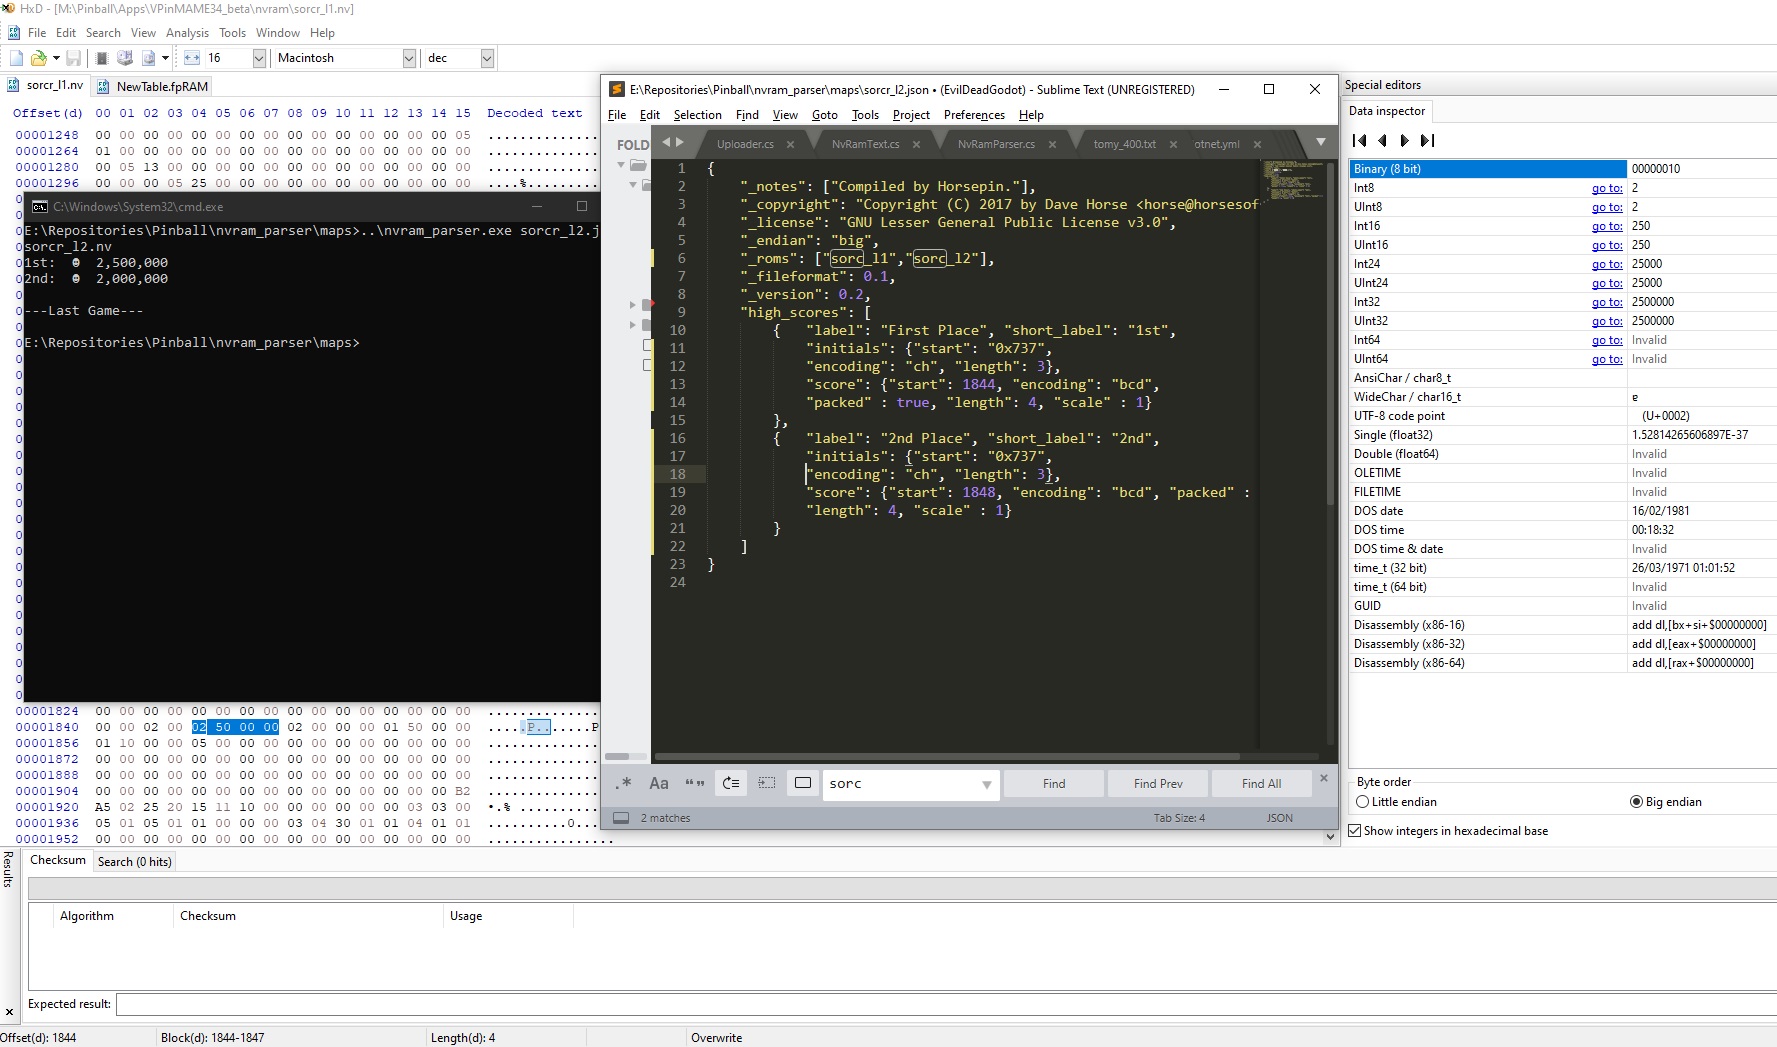 HxD - [M:\Pinball\Apps\VPinMAME34_beta\nvram\sorcr_l1.nv]
File Edit Search View Analysis Tools Window Help
16 Macintosh dec
sorcr_l1.nv NewTable.fpRAM
Offset(d) 00 01 02 03 04 05 06 07 08 09 10 11 12 13 14 15 Decoded text
00001248 00 00 00 00 00 00 00 00 00 00 00 00 00 00 00 05 ................
00001264 01 00 00 00 00 00 00 00 00 00 00 00 00 00 00 00 ................
00001280 00 05 13 00 00 00 00 00 00 00 00 00 00 00 00 00 ................
00001296 00 00 00 05 25 00 00 00 00 00 00 00 00 00 00 00 ....%...........
C:\Windows\System32\cmd.exe
E:\Repositories\Pinball\nvram_parser\maps>..\nvram_parser.exe sorcr_l2.j
sorcr_l2.nv
1st: ☻ 2,500,000
2nd: ☻ 2,000,000
---Last Game---
E:\Repositories\Pinball\nvram_parser\maps>
00001824 00 00 00 00 00 00 00 00 00 00 00 00 00 00 00 00
00001840 00 00 02 00 02 50 00 00 02 00 00 00 01 50 00 00 .....P.......P
00001856 01 10 00 00 05 00 00 00 00 00 00 00 00 00 00 00
00001872 00 00 00 00 00 00 00 00 00 00 00 00 00 00 00 00
00001888 00 00 00 00 00 00 00 00 00 00 00 00 00 00 00 00
00001904 00 00 00 00 00 00 00 00 00 00 00 00 00 00 00 B2
00001920 A5 02 25 20 15 11 10 00 00 00 00 00 00 03 03 00 •.% ............
00001936 05 01 05 01 01 00 00 00 03 04 30 01 01 04 01 01 ..........0.....
00001952 00 00 00 00 00 00 00 00 00 00 00 00 00 00 00 00 ................
E:\Repositories\Pinball\nvram_parser\maps\sorcr_l2.json • (EvilDeadGodot) - Sublime Text (UNREGISTERED)
File Edit Selection Find View Goto Tools Project Preferences Help
FOLD
Uploader.cs NvRamText.cs NvRamParser.cs tomy_400.txt otnet.yml
1 {
2 "_notes": ["Compiled by Horsepin."],
3 "_copyright": "Copyright (C) 2017 by Dave Horse <horse@horsesof
4 "_license": "GNU Lesser General Public License v3.0",
5 "_endian": "big",
6 "_roms": ["sorc_l1","sorc_l2"],
7 "_fileformat": 0.1,
8 "_version": 0.2,
9 "high_scores": [
10 { "label": "First Place", "short_label": "1st",
11 "initials": {"start": "0x737",
12 "encoding": "ch", "length": 3},
13 "score": {"start": 1844, "encoding": "bcd",
14 "packed" : true, "length": 4, "scale" : 1}
15 },
16 { "label": "2nd Place", "short_label": "2nd",
17 "initials": {"start": "0x737",
18 "encoding": "ch", "length": 3},
19 "score": {"start": 1848, "encoding": "bcd", "packed" :
20 "length": 4, "scale" : 1}
21 }
22 ]
23 }
24
.* Aa “” sorc Find Find Prev Find All
2 matches Tab Size: 4 JSON
Special editors
Data inspector
Binary (8 bit) 00000010
Int8 go to: 2
UInt8 go to: 2
Int16 go to: 250
UInt16 go to: 250
Int24 go to: 25000
UInt24 go to: 25000
Int32 go to: 2500000
UInt32 go to: 2500000
Int64 go to: Invalid
UInt64 go to: Invalid
AnsiChar / char8_t
WideChar / char16_t ɐ
UTF-8 code point (U+0002)
Single (float32) 1.52814265606897E-37
Double (float64) Invalid
OLETIME Invalid
FILETIME Invalid
DOS date 16/02/1981
DOS time 00:18:32
DOS time & date Invalid
time_t (32 bit) 26/03/1971 01:01:52
time_t (64 bit) Invalid
GUID Invalid
Disassembly (x86-16) add dl,[bx+si+$00000000]
Disassembly (x86-32) add dl,[eax+$00000000]
Disassembly (x86-64) add dl,[rax+$00000000]
Byte order
Little endian Big endian
Show integers in hexadecimal base
Results
Checksum Search (0 hits)
Algorithm Checksum Usage
Expected result:
Offset(d): 1844 Block(d): 1844-1847 Length(d): 4 Overwrite